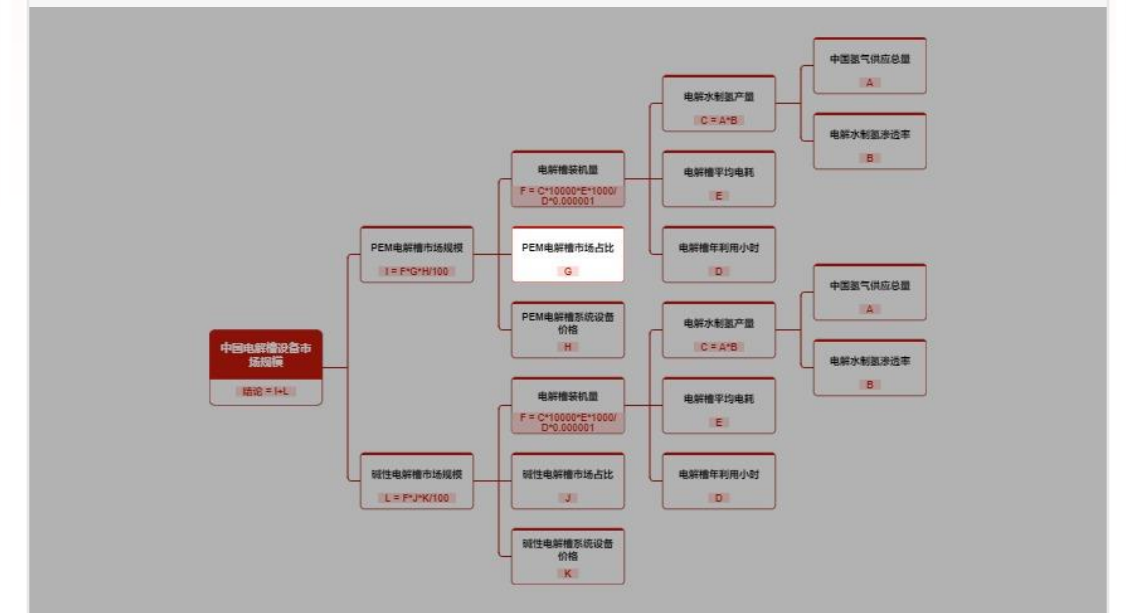 中国氢气供应总量
A
电解水制氢产量
C = A*B
电解水制氢渗透率
B
电解槽装机量
F = C*10000*E*1000/
D*0.000001
电解槽平均电耗
E
PEM电解槽市场规模
I = F*G*H/100
PEM电解槽市场占比
G
电解槽年利用小时
D
PEM电解槽系统设备
价格
H
中国电解槽设备市
场规模
结论 = I+L
中国氢气供应总量
A
电解水制氢产量
C = A*B
电解水制氢渗透率
B
电解槽装机量
F = C*10000*E*1000/
D*0.000001
电解槽平均电耗
E
碱性电解槽市场规模
L = F*J*K/100
碱性电解槽市场占比
J
电解槽年利用小时
D
碱性电解槽系统设备
价格
K